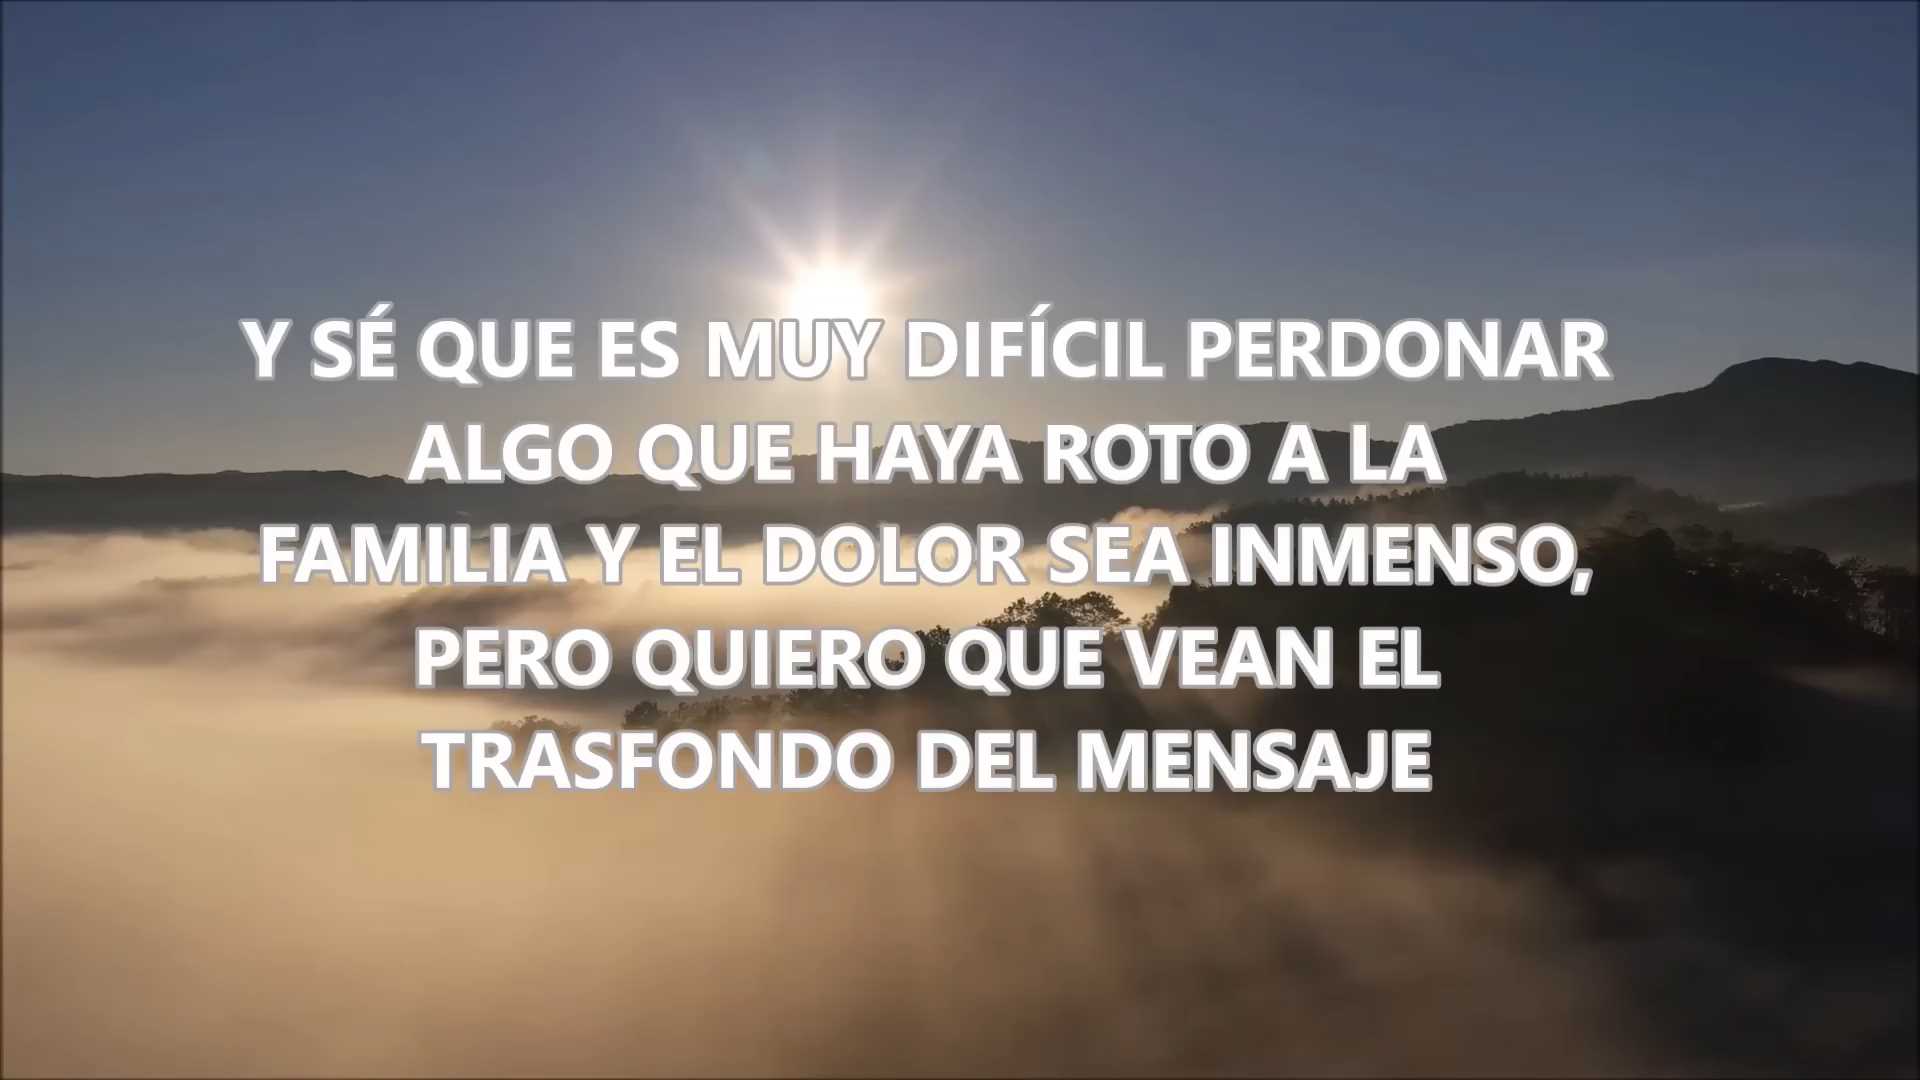 Y SÉ QUE ES MUY DIFÍCIL PERDONAR
ALGO QUE HAYA ROTO A LA
FAMILIA Y EL DOLOR SEA INMENSO,
PERO QUIERO QUE VEAN EL
TRASFONDO DEL MENSAJE